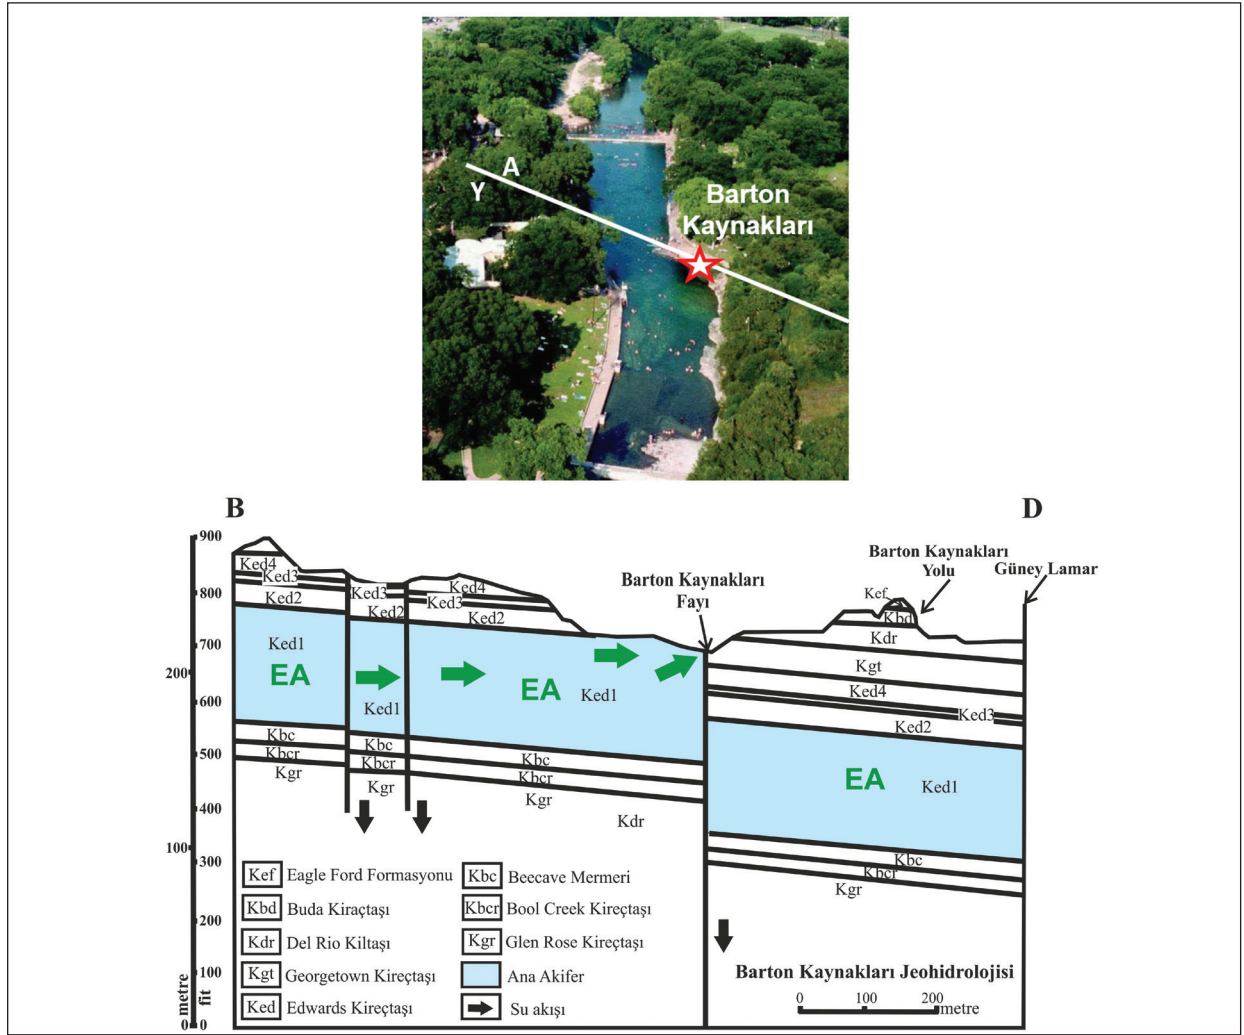 A
Y
Barton
Kaynakları
B
D
900
800
700
600
500
400
300
200
100
0
200
100
0
metre
fit
Ked4
Ked3
Ked2
Ked1
EA
Kbc
Kbcr
Kgr
Ked3
Ked2
Ked1
Kbc
Kbcr
Kgr
Ked4
Ked3
Ked2
EA
Ked1
Kbc
Kbcr
Kgr
Kdr
Barton Kaynakları
Fayı
Barton Kaynakları
Yolu
Güney Lamar
Kef
Kbd
Kdr
Kgt
Ked4
Ked3
Ked2
EA
Ked1
Kbc
Kbcr
Kgr
Kef Eagle Ford Formasyonu
Kbd Buda Kiraçtaşı
Kdr Del Rio Kiltaşı
Kgt Georgetown Kireçtaşı
Ked Edwards Kireçtaşı
Kbc Beecave Mermeri
Kbcr Bool Creek Kireçtaşı
Kgr Glen Rose Kireçtaşı
Ana Akifer
Su akışı
Barton Kaynakları Jeohidrolojisi
0 100 200
metre